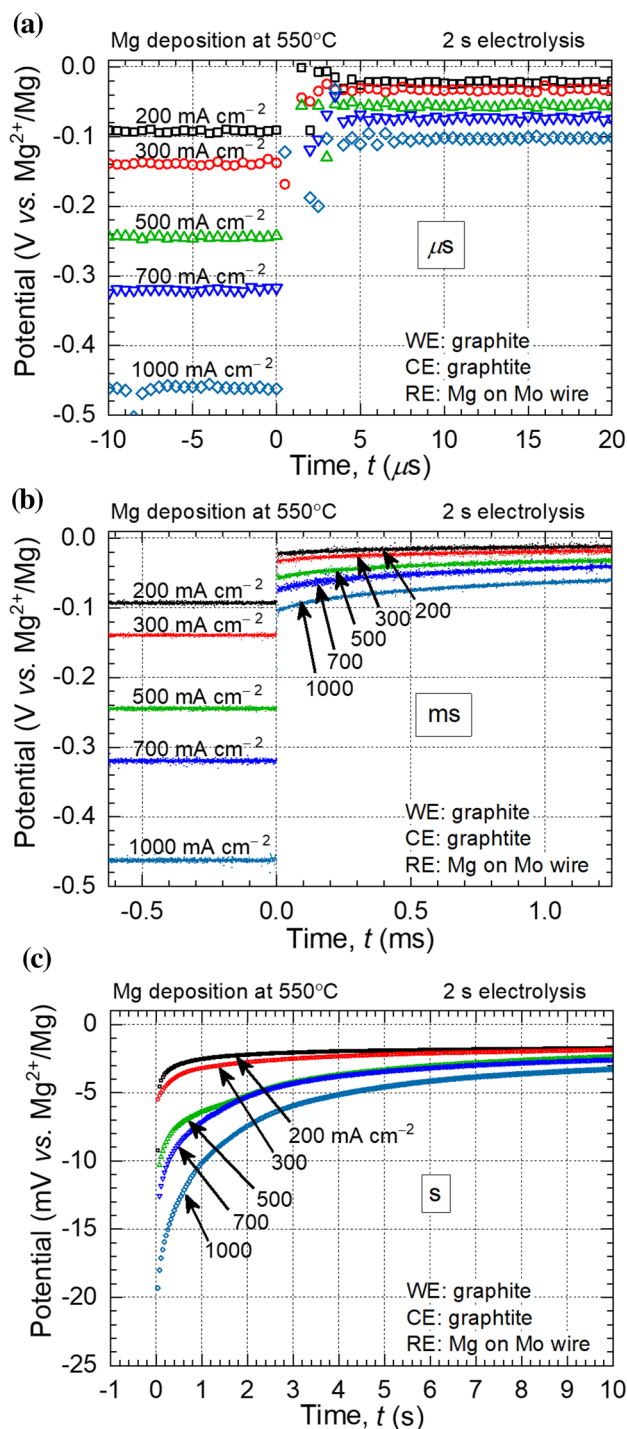 (a)
Mg deposition at 550°C 2 s electrolysis
0.0
-0.1
-0.2
-0.3
-0.4
-0.5
Potential (V vs. Mg²⁺/Mg)
200 mA cm⁻²
300 mA cm⁻²
500 mA cm⁻²
700 mA cm⁻²
1000 mA cm⁻²
μs
WE: graphite
CE: graphtite
RE: Mg on Mo wire
-10 -5 0 5 10 15 20
Time, t (μs)
(b)
Mg deposition at 550°C 2 s electrolysis
0.0
-0.1
-0.2
-0.3
-0.4
-0.5
Potential (V vs. Mg²⁺/Mg)
200 mA cm⁻²
300 mA cm⁻²
500 mA cm⁻²
700 mA cm⁻²
1000 mA cm⁻²
300 200
500
700
1000
ms
WE: graphite
CE: graphtite
RE: Mg on Mo wire
-0.5 0.0 0.5 1.0
Time, t (ms)
(c)
Mg deposition at 550°C 2 s electrolysis
0
-5
-10
-15
-20
-25
Potential (mV vs. Mg²⁺/Mg)
200 mA cm⁻²
300
500
700
1000
s
WE: graphite
CE: graphtite
RE: Mg on Mo wire
0 1 2 3 4 5 6 7 8 9 10
Time, t (s)